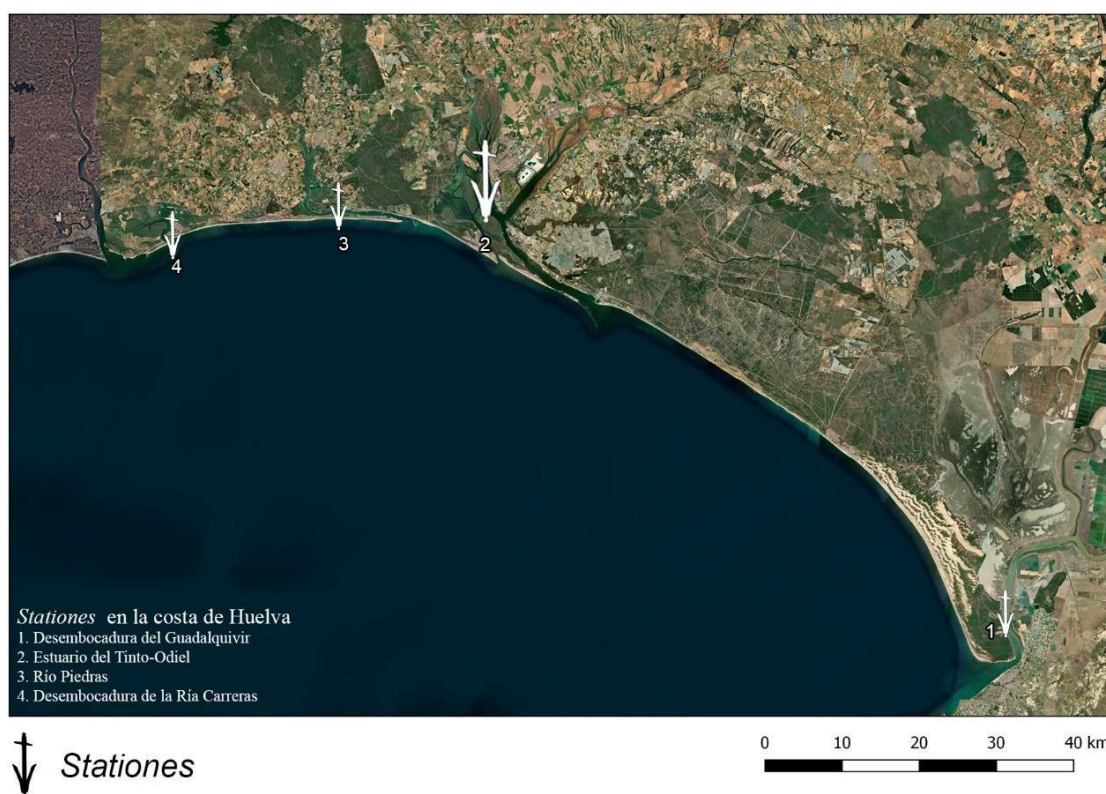 4
3
2
1
Stationes en la costa de Huelva
1. Desembocadura del Guadalquivir
2. Estuario del Tinto-Odiel
3. Río Piedras
4. Desembocadura de la Ría Carreras
Stationes
0 10 20 30 40 km